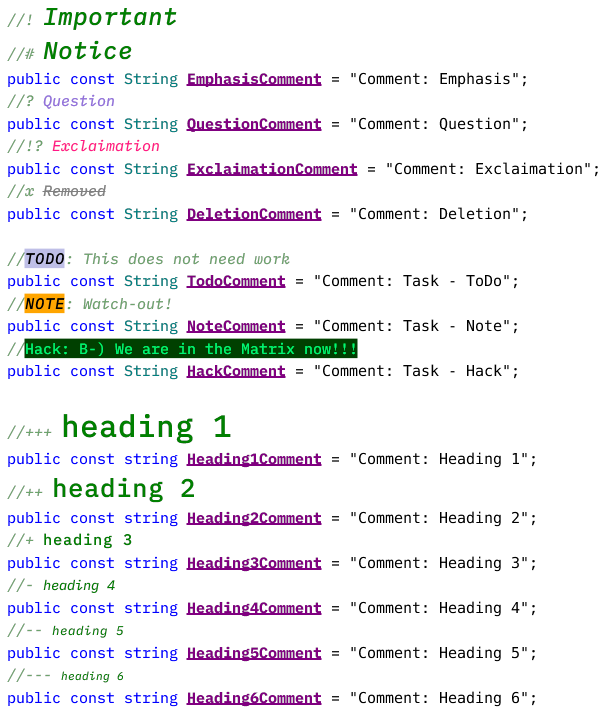 //! Important
//# Notice
public const String EmphasisComment = "Comment: Emphasis";
//? Question
public const String QuestionComment = "Comment: Question";
//!? Exclaimation
public const String ExclaimationComment = "Comment: Exclaimation";
//x Removed
public const String DeletionComment = "Comment: Deletion";
//TODO: This does not need work
public const String TodoComment = "Comment: Task - ToDo";
//NOTE: Watch-out!
public const String NoteComment = "Comment: Task - Note";
//Hack: B-) We are in the Matrix now!!!
public const String HackComment = "Comment: Task - Hack";
//+++ heading 1
public const string Heading1Comment = "Comment: Heading 1";
//++ heading 2
public const string Heading2Comment = "Comment: Heading 2";
//+ heading 3
public const string Heading3Comment = "Comment: Heading 3";
//- heading 4
public const string Heading4Comment = "Comment: Heading 4";
//-- heading 5
public const string Heading5Comment = "Comment: Heading 5";
//--- heading 6
public const string Heading6Comment = "Comment: Heading 6";